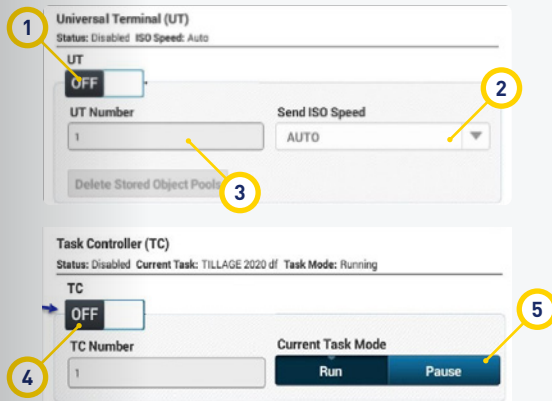 1
Universal Terminal (UT)
Status: Disabled ISO Speed: Auto
UT
OFF
2
UT Number
Send ISO Speed
1
AUTO
3
Delete Stored Object Pools
Task Controller (TC)
Status: Disabled Current Task: TILLAGE 2020 df Task Mode: Running
TC
OFF
5
TC Number
Current Task Mode
4
1
Run
Pause